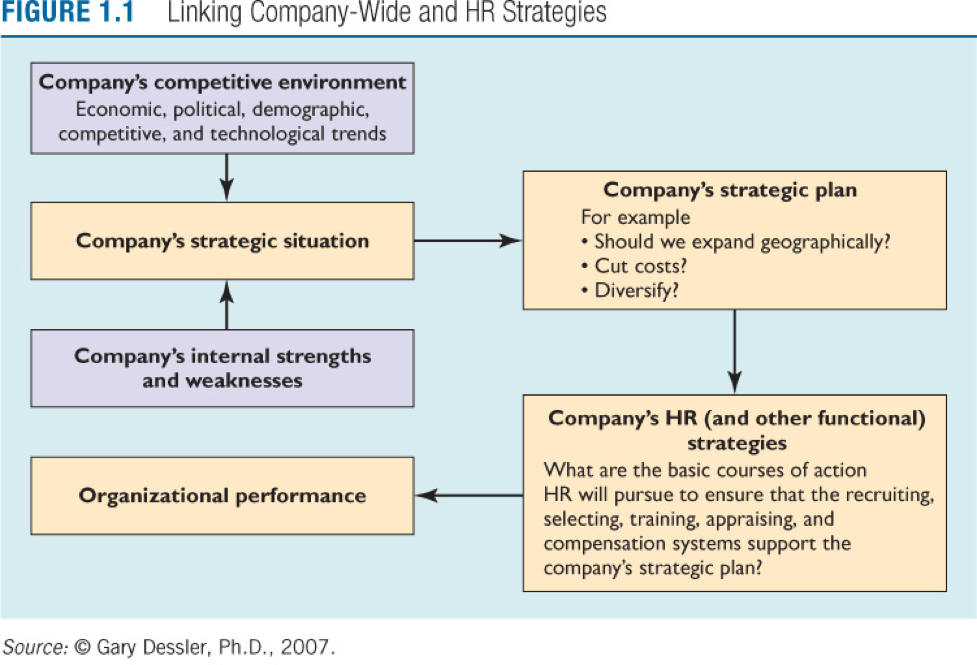 FIGURE 1.1 Linking Company-Wide and HR Strategies
Company's competitive environment
Economic, political, demographic,
competitive, and technological trends
Company's strategic situation
Company's internal strengths
and weaknesses
Company's strategic plan
For example
• Should we expand geographically?
• Cut costs?
• Diversify?
Company's HR (and other functional)
strategies
What are the basic courses of action
HR will pursue to ensure that the recruiting,
selecting, training, appraising, and
compensation systems support the
company's strategic plan?
Organizational performance
Source: © Gary Dessler, Ph.D., 2007.